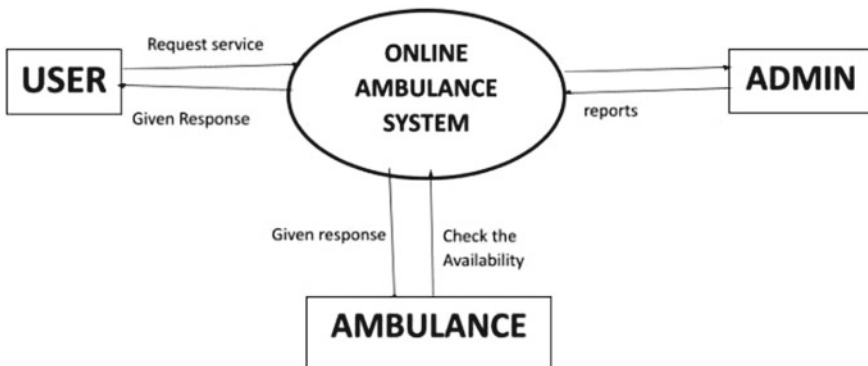 Request service
USER
Given Response
ONLINE
AMBULANCE
SYSTEM
ADMIN
reports
Given response
Check the
Availability
AMBULANCE